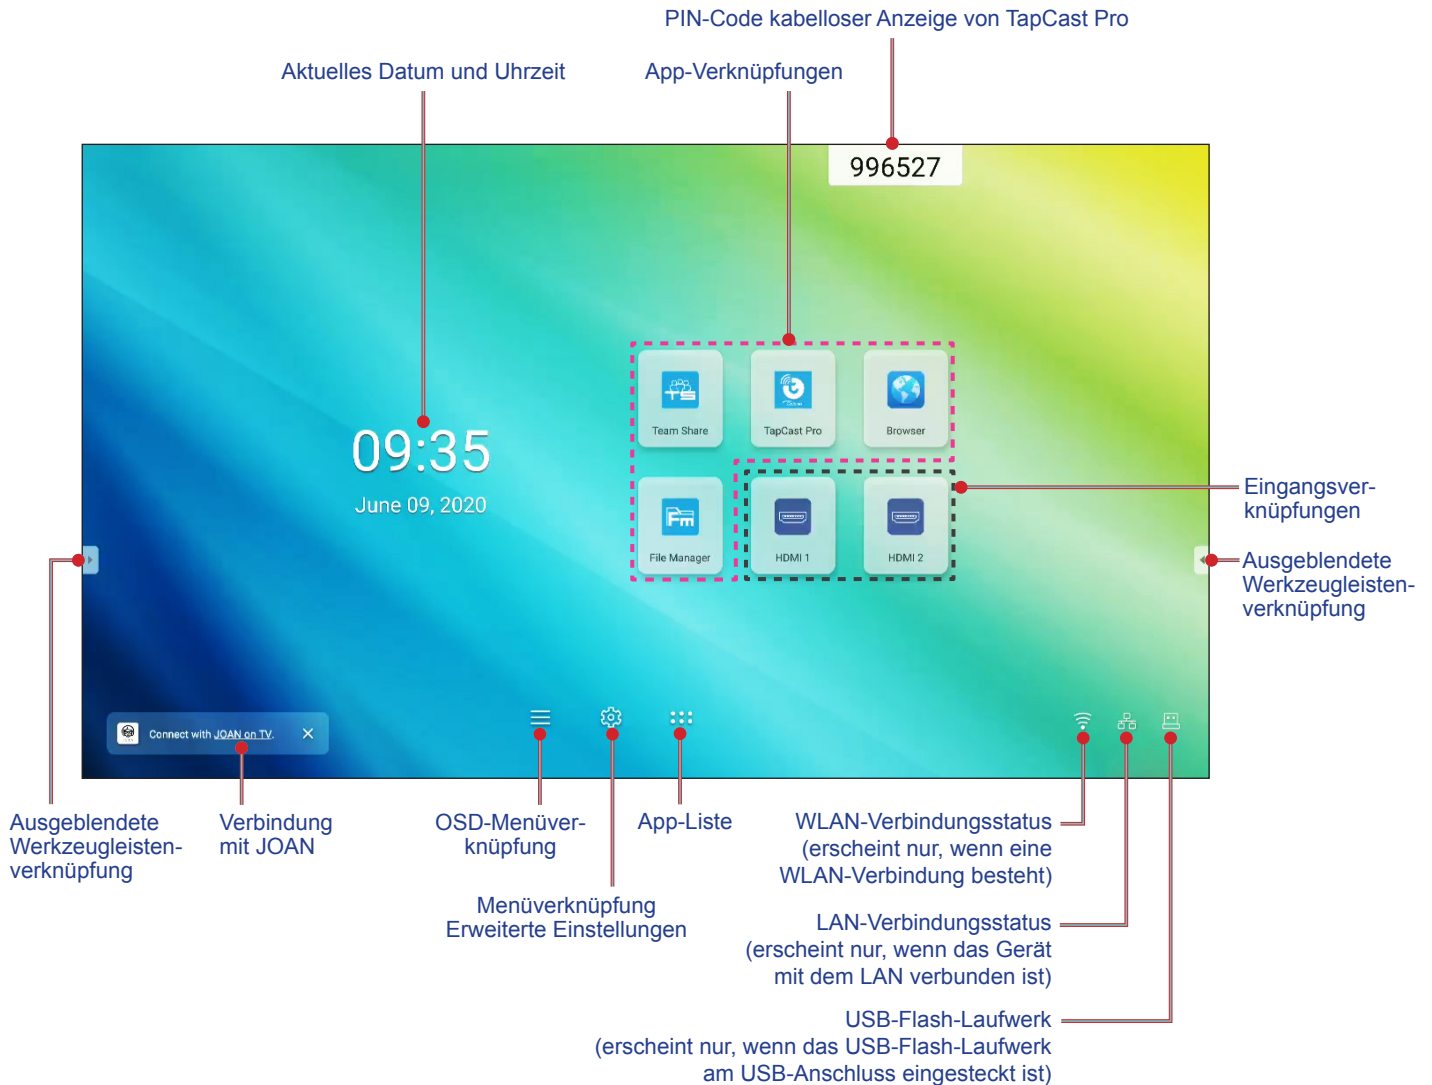 PIN-Code kabelloser Anzeige von TapCast Pro
Aktuelles Datum und Uhrzeit
App-Verknüpfungen
996527
Team Share
TapCast Pro
Browser
09:35
June 09, 2020
File Manager
HDMI 1
HDMI 2
Eingangsver-
knüpfungen
Ausgeblendete
Werkzeugleisten-
verknüpfung
Connect with JOAN on TV.
Ausgeblendete
Werkzeugleisten-
verknüpfung
Verbindung
mit JOAN
OSD-Menüver-
knüpfung
App-Liste
Menüverknüpfung
Erweiterte Einstellungen
WLAN-Verbindungsstatus
(erscheint nur, wenn eine
WLAN-Verbindung besteht)
LAN-Verbindungsstatus
(erscheint nur, wenn das Gerät
mit dem LAN verbunden ist)
USB-Flash-Laufwerk
(erscheint nur, wenn das USB-Flash-Laufwerk
am USB-Anschluss eingesteckt ist)